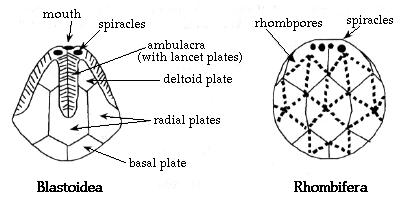 mouth
spiracles
ambulacra
(with lancet plates)
deltoid plate
radial plates
basal plate
Blastoidea
rhombpores
spiracles
Rhombifera